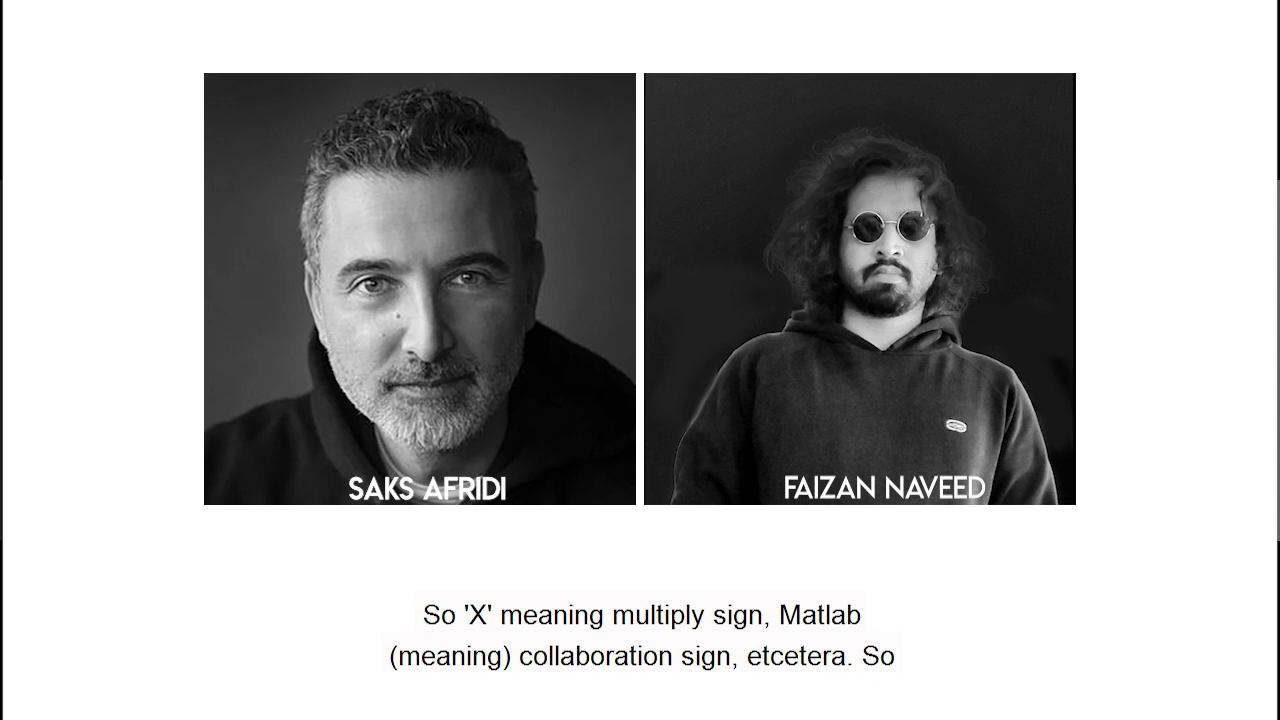 SAKS AFRIDI
FAIZAN NAVEED
So 'X' meaning multiply sign, Matlab
(meaning) collaboration sign, etcetera. So